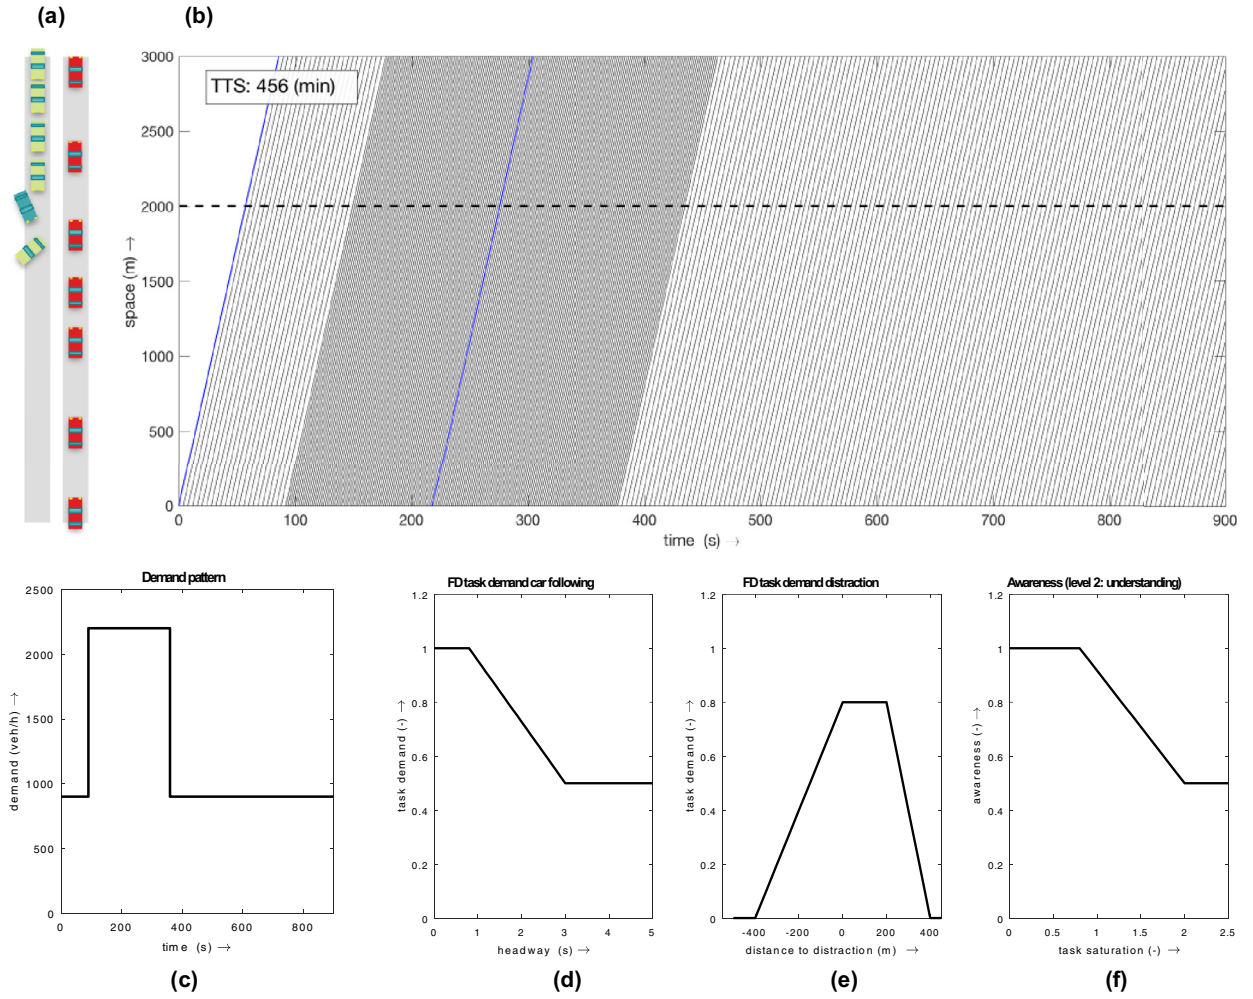 (a)
(b)
TTS: 456 (min)
3000
2500
2000
1500
1000
500
0
space (m) →
0 100 200 300 400 500 600 700 800 900
time (s) →
Demand pattern
2500
2000
1500
1000
500
0
demand (veh/h) →
0 200 400 600 800
time (s) →
(c)
FD task demand car following
1.2
1
0.8
0.6
0.4
0.2
0
task demand (-) →
0 1 2 3 4 5
headway (s) →
(d)
FD task demand distraction
1.2
1
0.8
0.6
0.4
0.2
0
task demand (-) →
-400 -200 0 200 400
distance to distraction (m) →
(e)
Awareness (level 2: understanding)
1.2
1
0.8
0.6
0.4
0.2
0
awareness (-) →
0 0.5 1 1.5 2 2.5
task saturation (-) →
(f)